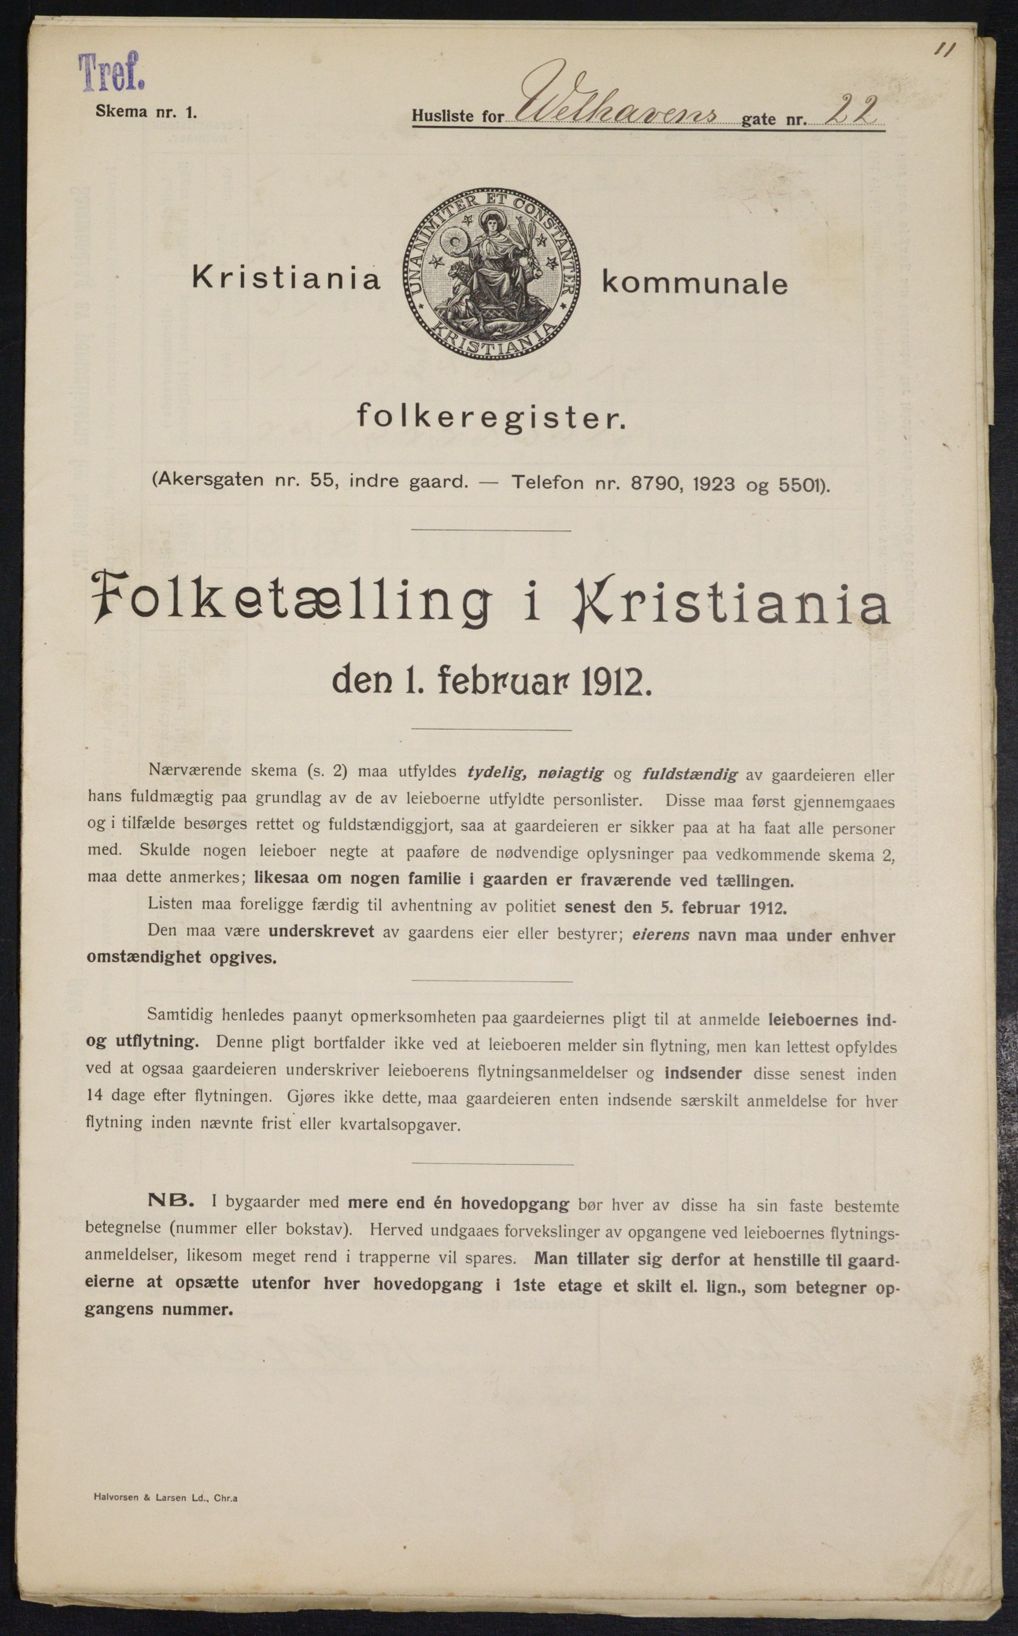 11
Tref.
Skema nr. 1.
Husliste for Welhavens gate nr. 22
UNANIMITER ET CONSTANTER
KRISTIANIA
Kristiania kommunale
folkeregister.
(Akersgaten nr. 55, indre gaard. — Telefon nr. 8790, 1923 og 5501).
Folketælling i Kristiania
den 1. februar 1912.
Nærværende skema (s. 2) maa utfyldes tydelig, nøiagtig og fuldstændig av gaardeieren eller
hans fuldmægtig paa grundlag av de av leieboerne utfyldte personlister. Disse maa først gjennemgaaes
og i tilfælde besørges rettet og fuldstændiggjort, saa at gaardeieren er sikker paa at ha faat alle personer
med. Skulde nogen leieboer negte at paaføre de nødvendige oplysninger paa vedkommende skema 2,
maa dette anmerkes; likesaa om nogen familie i gaarden er fraværende ved tællingen.
Listen maa foreligge færdig til avhentning av politiet senest den 5. februar 1912.
Den maa være underskrevet av gaardens eier eller bestyrer; eierens navn maa under enhver
omstændighet opgives.
Samtidig henledes paanyt opmerksomheten paa gaardeiernes pligt til at anmelde leieboernes ind-
og utflytning. Denne pligt bortfalder ikke ved at leieboeren melder sin flytning, men kan lettest opfyldes
ved at ogsaa gaardeieren underskriver leieboerens flytningsanmeldelser og indsender disse senest inden
14 dage efter flytningen. Gjøres ikke dette, maa gaardeieren enten indsende særskilt anmeldelse for hver
flytning inden nævnte frist eller kvartalsopgaver.
NB. I bygaarder med mere end én hovedopgang bør hver av disse ha sin faste bestemte
betegnelse (nummer eller bokstav). Herved undgaaes forvekslinger av opgangene ved leieboernes flytnings-
anmeldelser, likesom meget rend i trapperne vil spares. Man tillater sig derfor at henstille til gaard-
eierne at opsætte utenfor hver hovedopgang i 1ste etage et skilt el. lign., som betegner op-
gangens nummer.
Halvorsen & Larsen Ld., Chr.a